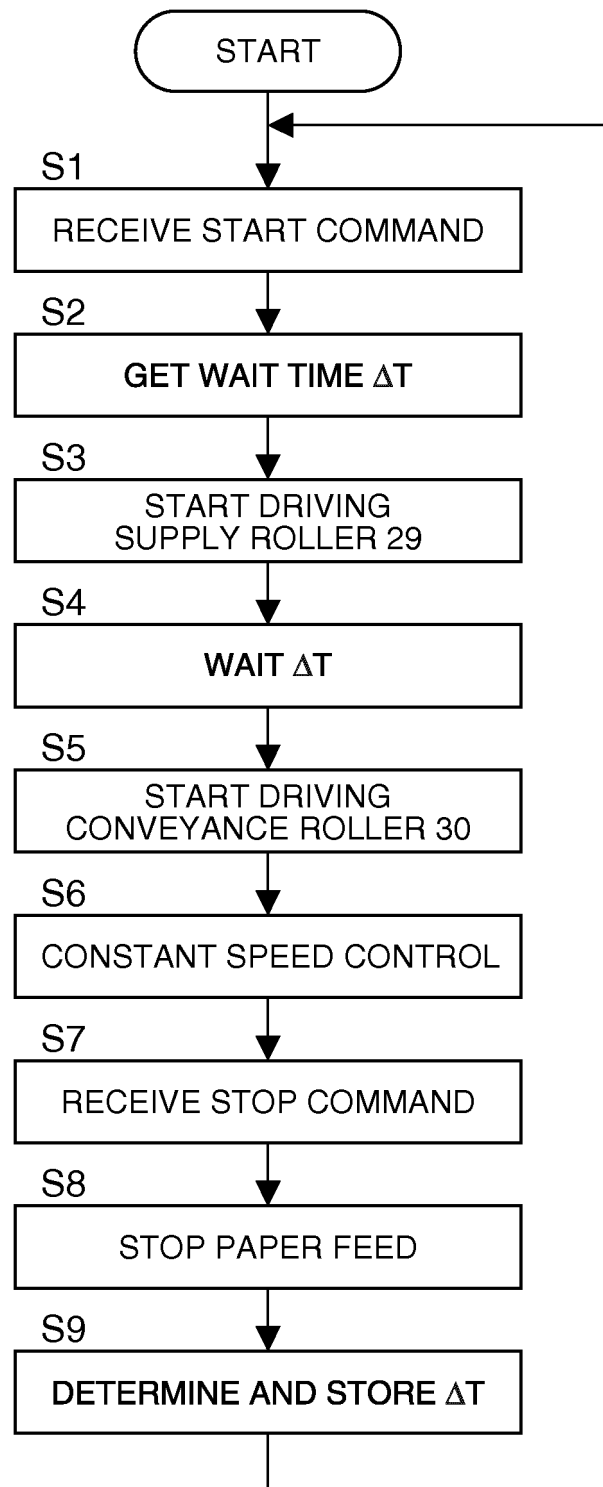 START
S1
RECEIVE START COMMAND
S2
GET WAIT TIME ΔT
S3
START DRIVING
SUPPLY ROLLER 29
S4
WAIT ΔT
S5
START DRIVING
CONVEYANCE ROLLER 30
S6
CONSTANT SPEED CONTROL
S7
RECEIVE STOP COMMAND
S8
STOP PAPER FEED
S9
DETERMINE AND STORE ΔT